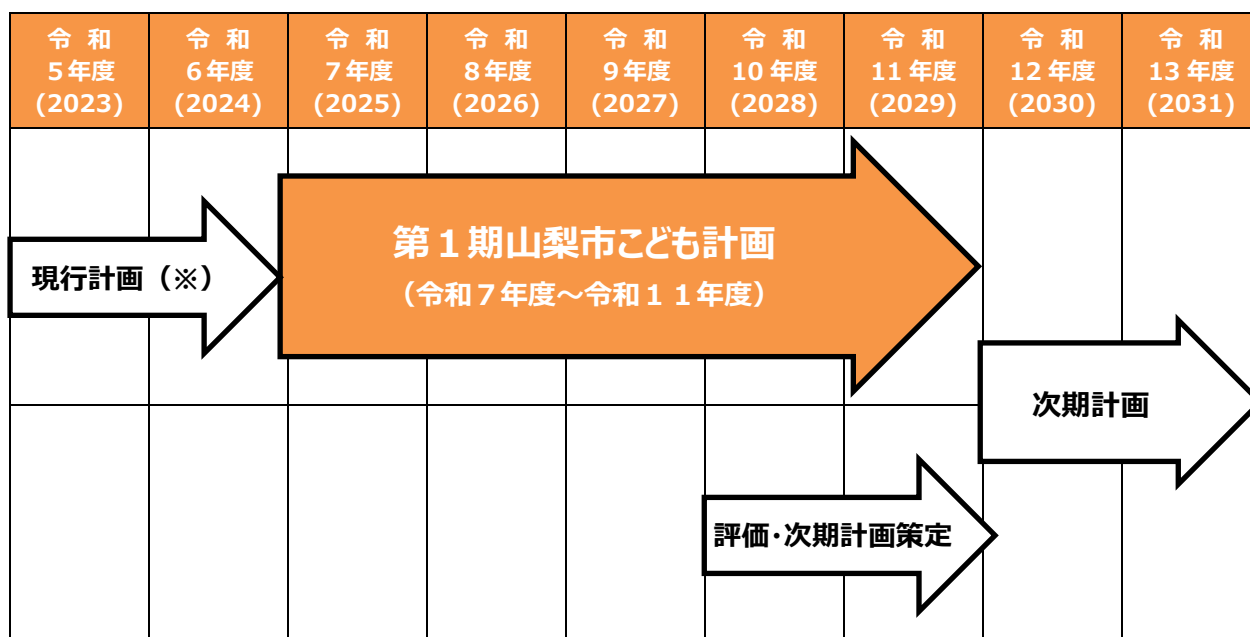 令 和
5年度
(2023)
令 和
6年度
(2024)
令 和
7年度
(2025)
令 和
8年度
(2026)
令 和
9年度
(2027)
令 和
10年度
(2028)
令 和
11年度
(2029)
令 和
12年度
(2030)
令 和
13年度
(2031)
現行計画（※）
第１期山梨市こども計画
（令和７年度～令和１１年度）
次期計画
評価･次期計画策定